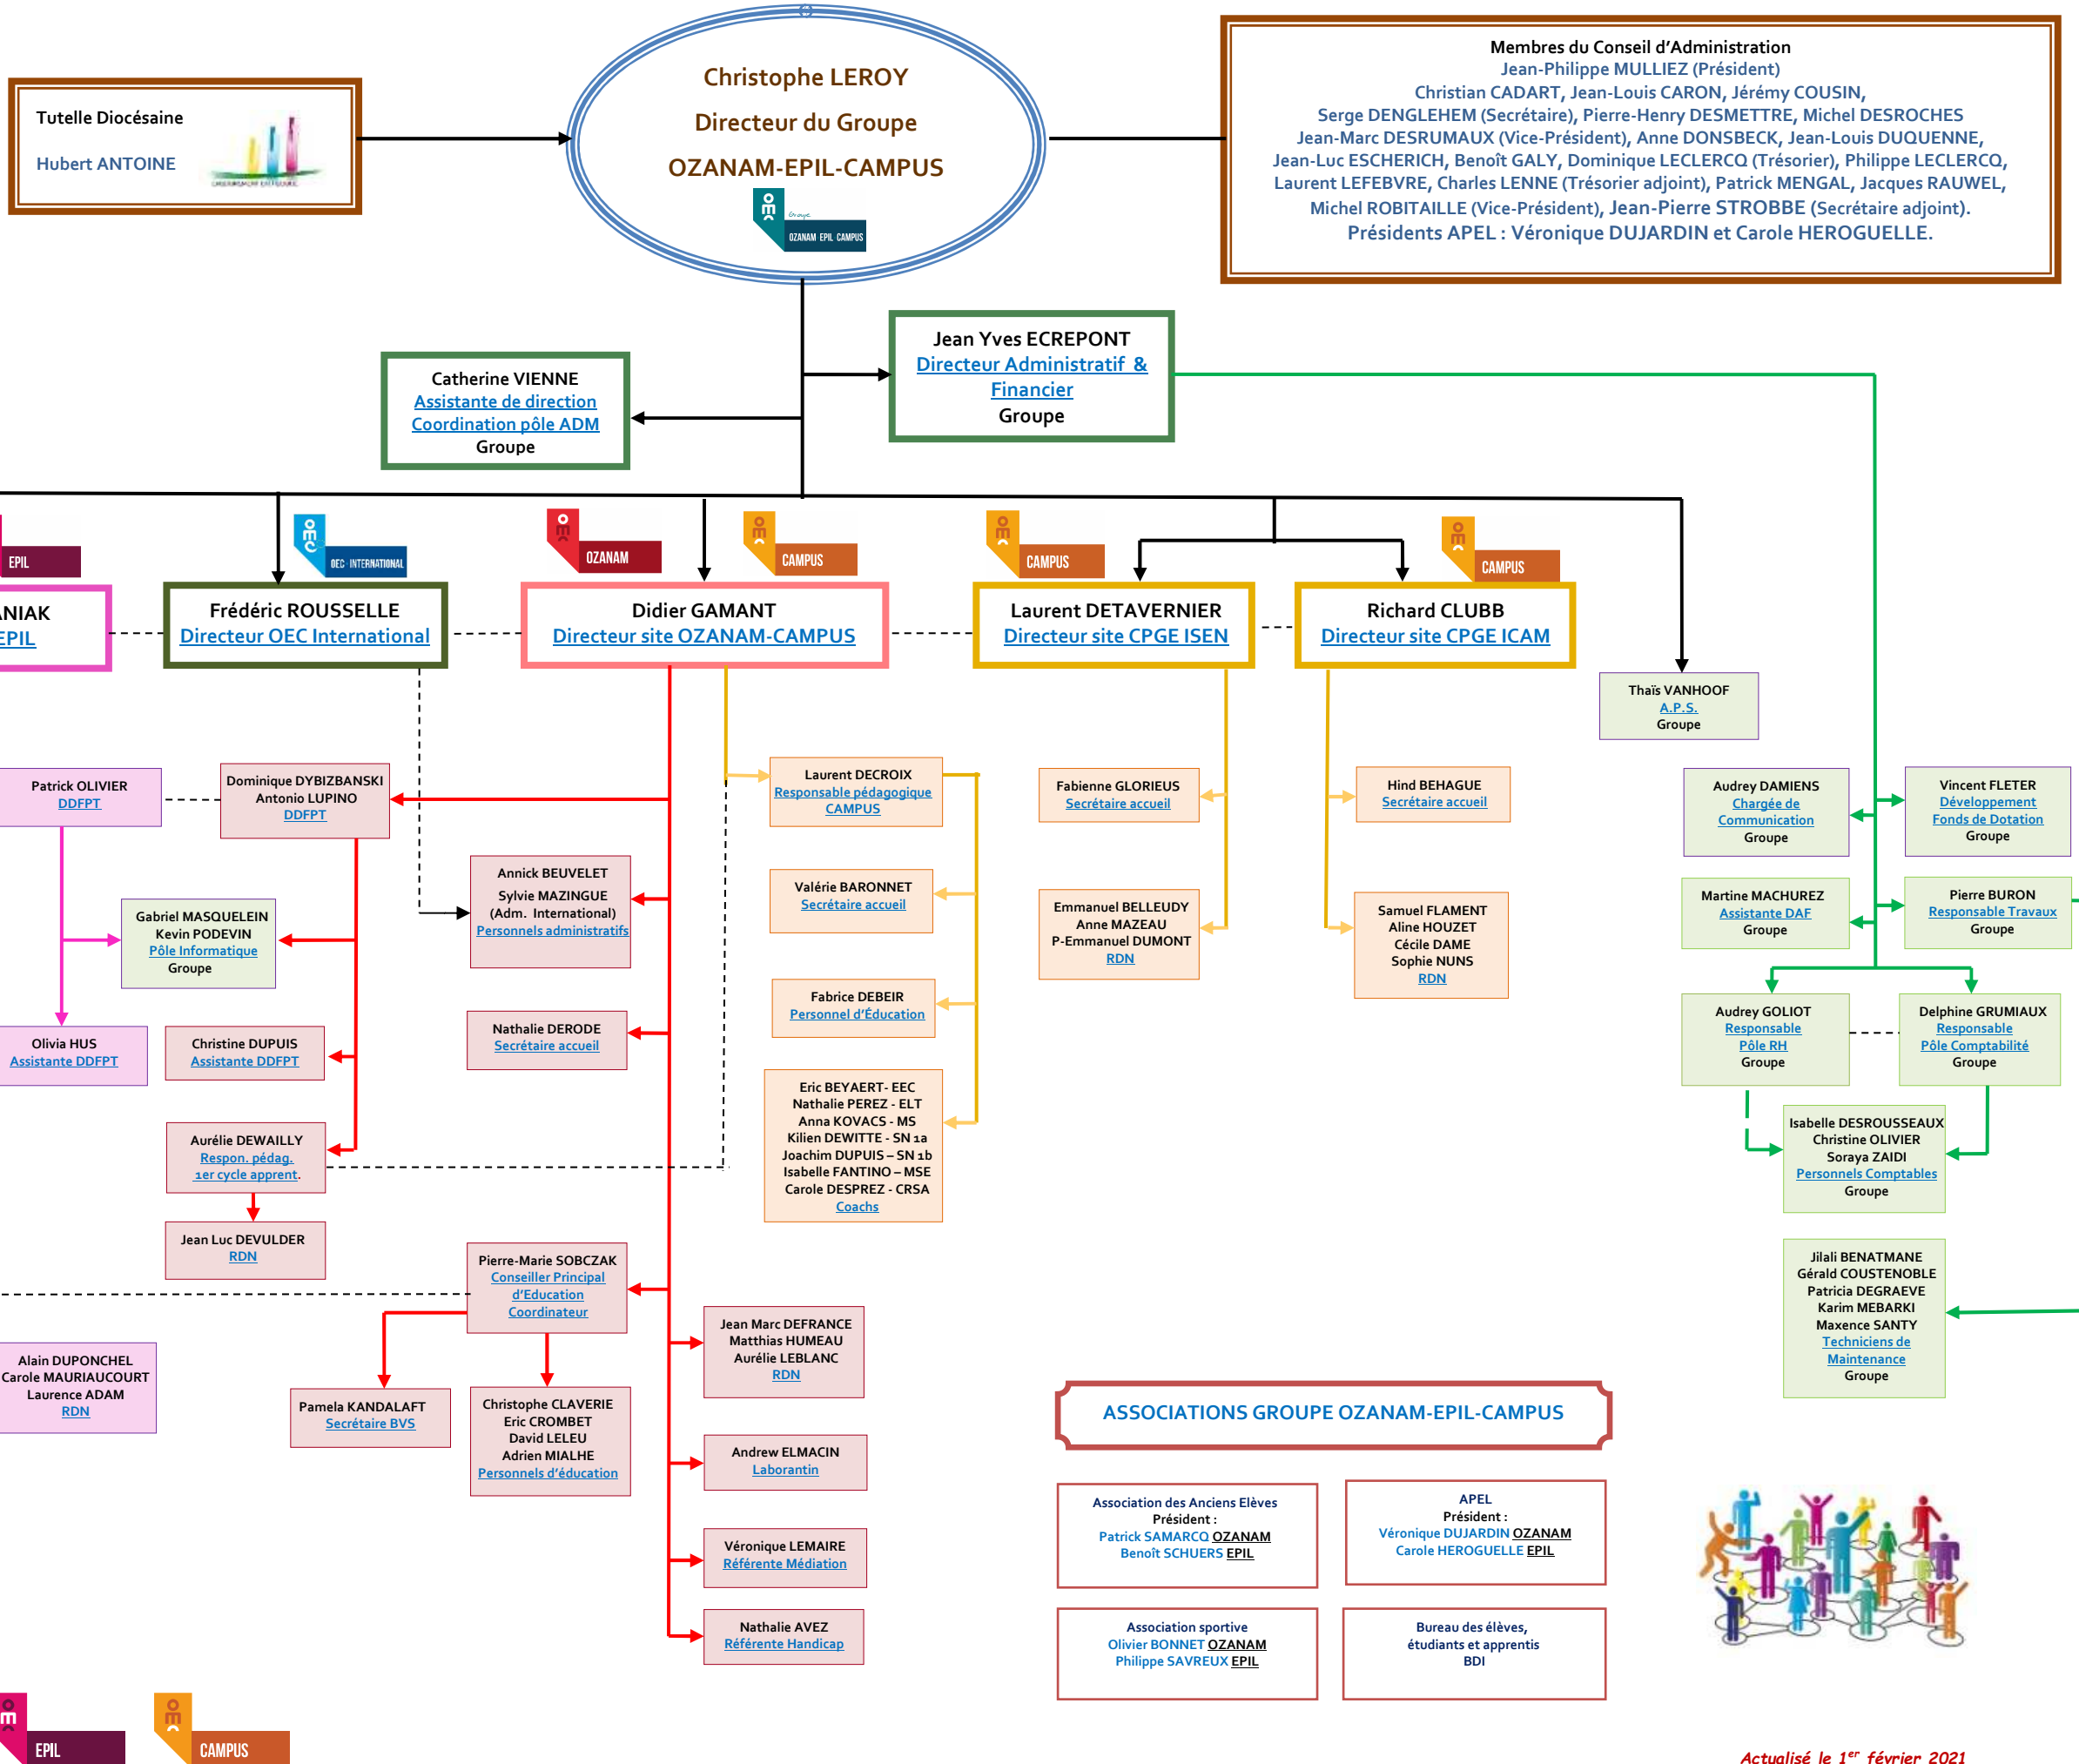 Tutelle Diocésaine
Hubert ANTOINE
Christophe LEROY
Directeur du Groupe
OZANAM-EPIL-CAMPUS
oec
Groupe
OZANAM EPIL CAMPUS
Membres du Conseil d'Administration
Jean-Philippe MULLIEZ (Président)
Christian CADART, Jean-Louis CARON, Jérémy COUSIN,
Serge DENGLEHEM (Secrétaire), Pierre-Henry DESMETTRE, Michel DESROCHES
Jean-Marc DESRUMAUX (Vice-Président), Anne DONSBECK, Jean-Louis DUQUENNE,
Jean-Luc ESCHERICH, Benoît GALY, Dominique LECLERCQ (Trésorier), Philippe LECLERCQ,
Laurent LEFEBVRE, Charles LENNE (Trésorier adjoint), Patrick MENGAL, Jacques RAUWEL,
Michel ROBITAILLE (Vice-Président), Jean-Pierre STROBBE (Secrétaire adjoint).
Présidents APEL : Véronique DUJARDIN et Carole HEROGUELLE.
Catherine VIENNE
Assistante de direction
Coordination pôle ADM
Groupe
Jean Yves ECREPONT
Directeur Administratif &
Financier
Groupe
EPIL
oec
OEC INTERNATIONAL
oec
OZANAM
oec
CAMPUS
oec
CAMPUS
oec
CAMPUS
ANIAK
EPIL
Frédéric ROUSSELLE
Directeur OEC International
Didier GAMANT
Directeur site OZANAM-CAMPUS
Laurent DETAVERNIER
Directeur site CPGE ISEN
Richard CLUBB
Directeur site CPGE ICAM
Thaïs VANHOOF
A.P.S.
Groupe
Patrick OLIVIER
DDFPT
Dominique DYBIZBANSKI
Antonio LUPINO
DDFPT
Laurent DECROIX
Responsable pédagogique
CAMPUS
Fabienne GLORIEUS
Secrétaire accueil
Hind BEHAGUE
Secrétaire accueil
Audrey DAMIENS
Chargée de
Communication
Groupe
Vincent FLETER
Développement
Fonds de Dotation
Groupe
Annick BEUVELET
Sylvie MAZINGUE
(Adm. International)
Personnels administratifs
Valérie BARONNET
Secrétaire accueil
Emmanuel BELLEUDY
Anne MAZEAU
P-Emmanuel DUMONT
RDN
Samuel FLAMENT
Aline HOUZET
Cécile DAME
Sophie NUNS
RDN
Martine MACHUREZ
Assistante DAF
Groupe
Pierre BURON
Responsable Travaux
Groupe
Gabriel MASQUELEIN
Kevin PODEVIN
Pôle Informatique
Groupe
Fabrice DEBEIR
Personnel d'Éducation
Audrey GOLIOT
Responsable
Pôle RH
Groupe
Delphine GRUMIAUX
Responsable
Pôle Comptabilité
Groupe
Olivia HUS
Assistante DDFPT
Christine DUPUIS
Assistante DDFPT
Nathalie DERODE
Secrétaire accueil
Eric BEYAERT- EEC
Nathalie PEREZ - ELT
Anna KOVACS - MS
Kilien DEWITTE - SN 1a
Joachim DUPUIS – SN 1b
Isabelle FANTINO – MSE
Carole DESPREZ - CRSA
Coachs
Isabelle DESROUSSEAUX
Christine OLIVIER
Soraya ZAIDI
Personnels Comptables
Groupe
Aurélie DEWAILLY
Respon. pédag.
1er cycle apprent.
Jean Luc DEVULDER
RDN
Pierre-Marie SOBCZAK
Conseiller Principal
d'Education
Coordinateur
Jilali BENATMANE
Gérald COUSTENOBLE
Patricia DEGRAEVE
Karim MEBARKI
Maxence SANTY
Techniciens de
Maintenance
Groupe
Jean Marc DEFRANCE
Matthias HUMEAU
Aurélie LEBLANC
RDN
Alain DUPONCHEL
Carole MAURIAUCOURT
Laurence ADAM
RDN
Pamela KANDALAFT
Secrétaire BVS
Christophe CLAVERIE
Eric CROMBET
David LELEU
Adrien MIALHE
Personnels d'éducation
ASSOCIATIONS GROUPE OZANAM-EPIL-CAMPUS
Andrew ELMACIN
Laborantin
Association des Anciens Elèves
Président :
Patrick SAMARCQ OZANAM
Benoît SCHUERS EPIL
APEL
Président :
Véronique DUJARDIN OZANAM
Carole HEROGUELLE EPIL
Véronique LEMAIRE
Référente Médiation
Nathalie AVEZ
Référente Handicap
Association sportive
Olivier BONNET OZANAM
Philippe SAVREUX EPIL
Bureau des élèves,
étudiants et apprentis
BDI
EPIL
oec
CAMPUS
Actualisé le 1er février 2021